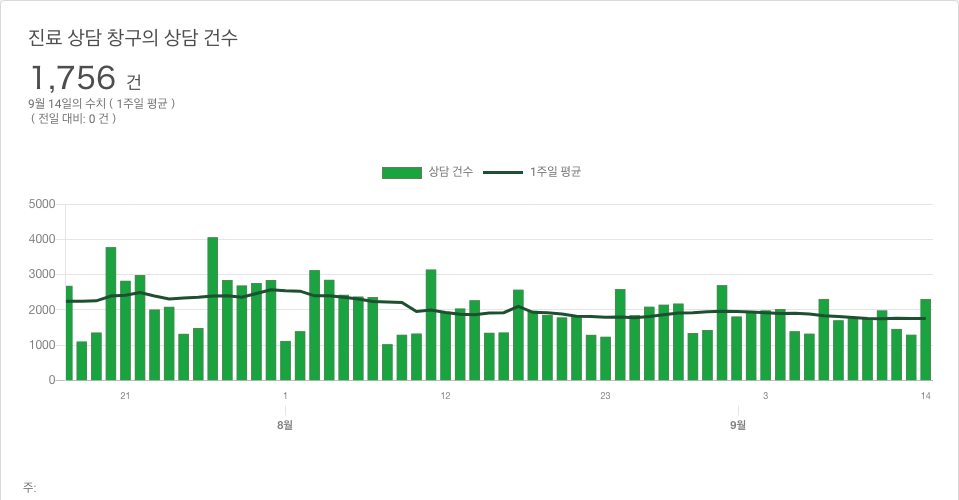 진료 상담 창구의 상담 건수
1,756 건
9월 14일의 수치 ( 1주일 평균 )
( 전일 대비: 0 건 )
상담 건수 1주일 평균
5000
4000
3000
2000
1000
0
21 1 12 23 3 14
8월 9월
주: